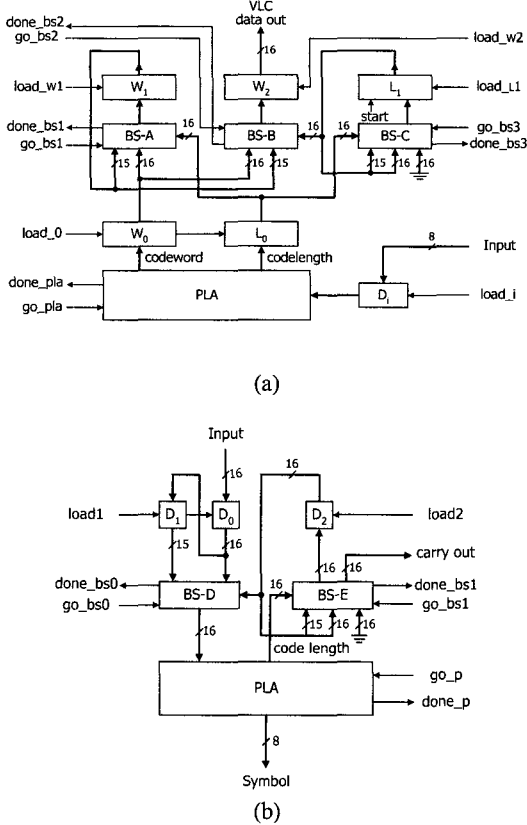 done_bs2
VLC
data out
go_bs2
load_w2
16
load_w1
W1
W2
L1
load_L1
start
done_bs1
BS-A
16
BS-B
16
16
BS-C
go_bs3
go_bs1
done_bs3
15
16
16
15
15
16
16
load_0
W0
L0
8
Input
codeword
codelength
done_pla
PLA
Di
load_i
go_pla
(a)
Input
16
16
load1
D1
D0
D2
load2
15
16
16
16
carry out
done_bs0
BS-D
16
BS-E
done_bs1
go_bs0
go_bs1
16
15
16
16
code length
PLA
go_p
done_p
8
Symbol
(b)